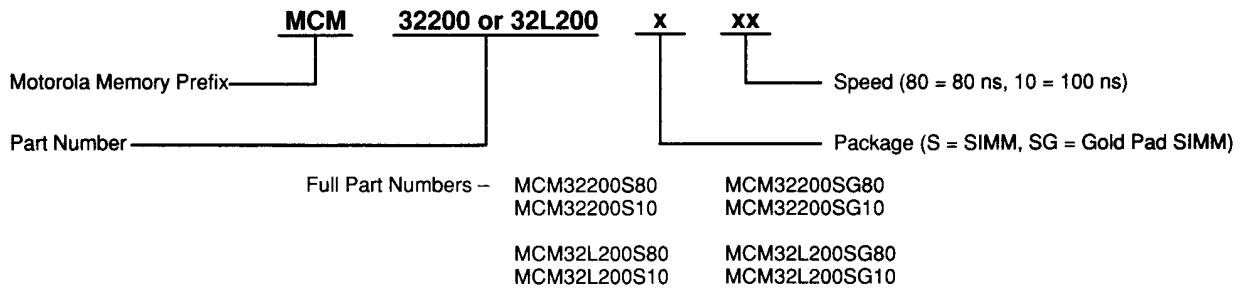 MCM 32200 or 32L200 X XX
Motorola Memory Prefix Speed (80 = 80 ns, 10 = 100 ns)
Part Number Package (S = SIMM, SG = Gold Pad SIMM)
Full Part Numbers – MCM32200S80 MCM32200SG80
MCM32200S10 MCM32200SG10
MCM32L200S80 MCM32L200SG80
MCM32L200S10 MCM32L200SG10